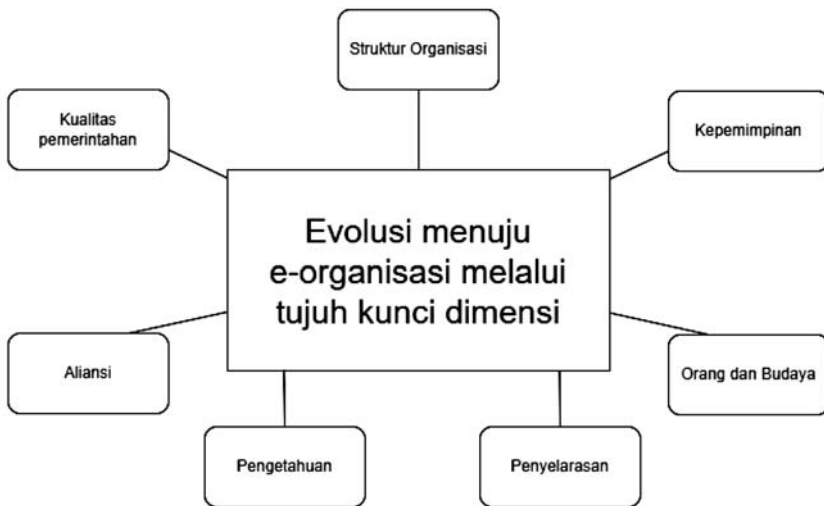 Struktur Organisasi
Kualitas
pemerintahan
Kepemimpinan
Evolusi menuju
e-organisasi melalui
tujuh kunci dimensi
Aliansi
Orang dan Budaya
Pengetahuan
Penyelarasan